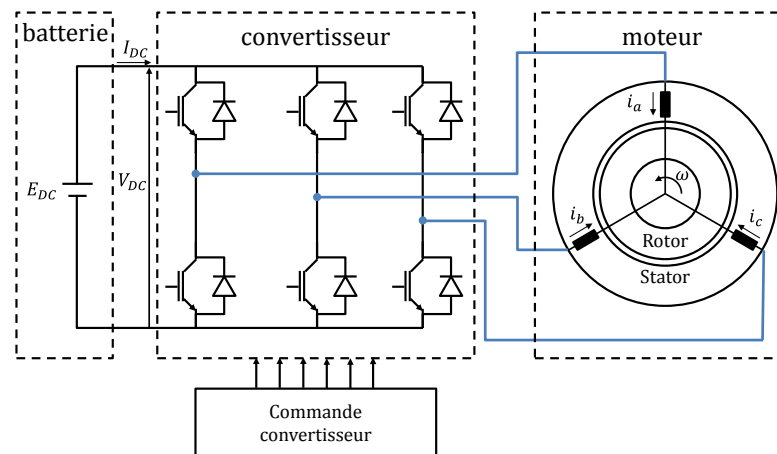 batterie
convertisseur
moteur
I_DC
E_DC
V_DC
i_a
ω
i_b
i_c
Rotor
Stator
Commande
convertisseur